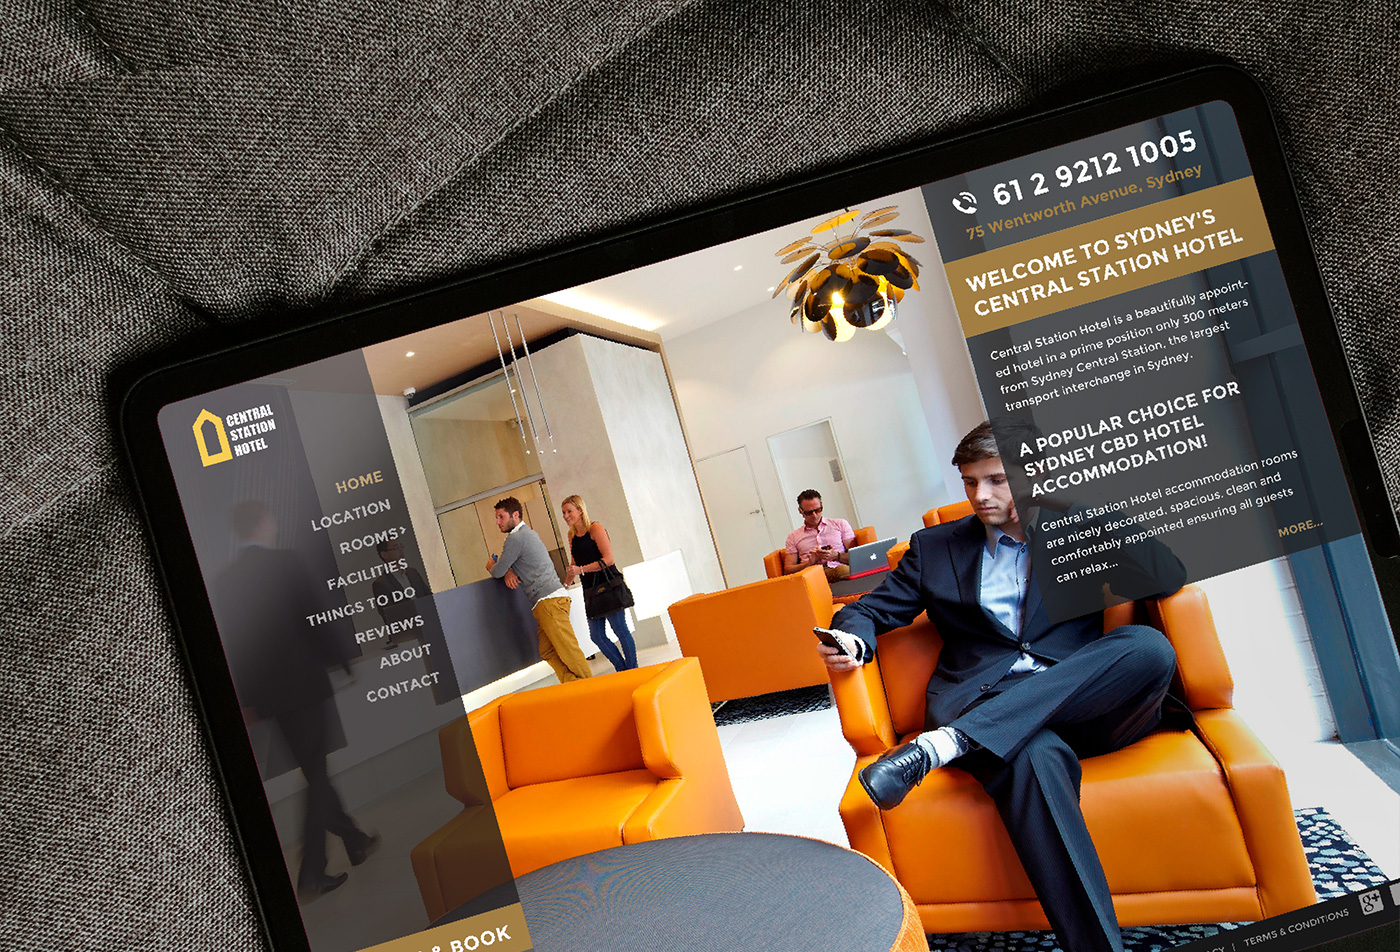 CENTRAL
STATION
HOTEL
HOME
LOCATION
ROOMS >
FACILITIES
THINGS TO DO
REVIEWS
ABOUT
CONTACT
& BOOK
61 2 9212 1005
75 Wentworth Avenue, Sydney
WELCOME TO SYDNEY'S
CENTRAL STATION HOTEL
Central Station Hotel is a beautifully appoint-
ed hotel in a prime position only 300 meters
from Sydney Central Station, the largest
transport interchange in Sydney.
A POPULAR CHOICE FOR
SYDNEY CBD HOTEL
ACCOMMODATION!
Central Station Hotel accommodation rooms
are nicely decorated, spacious, clean and
comfortably appointed ensuring all guests
can relax...
MORE...
| TERMS & CONDITIONS
g+